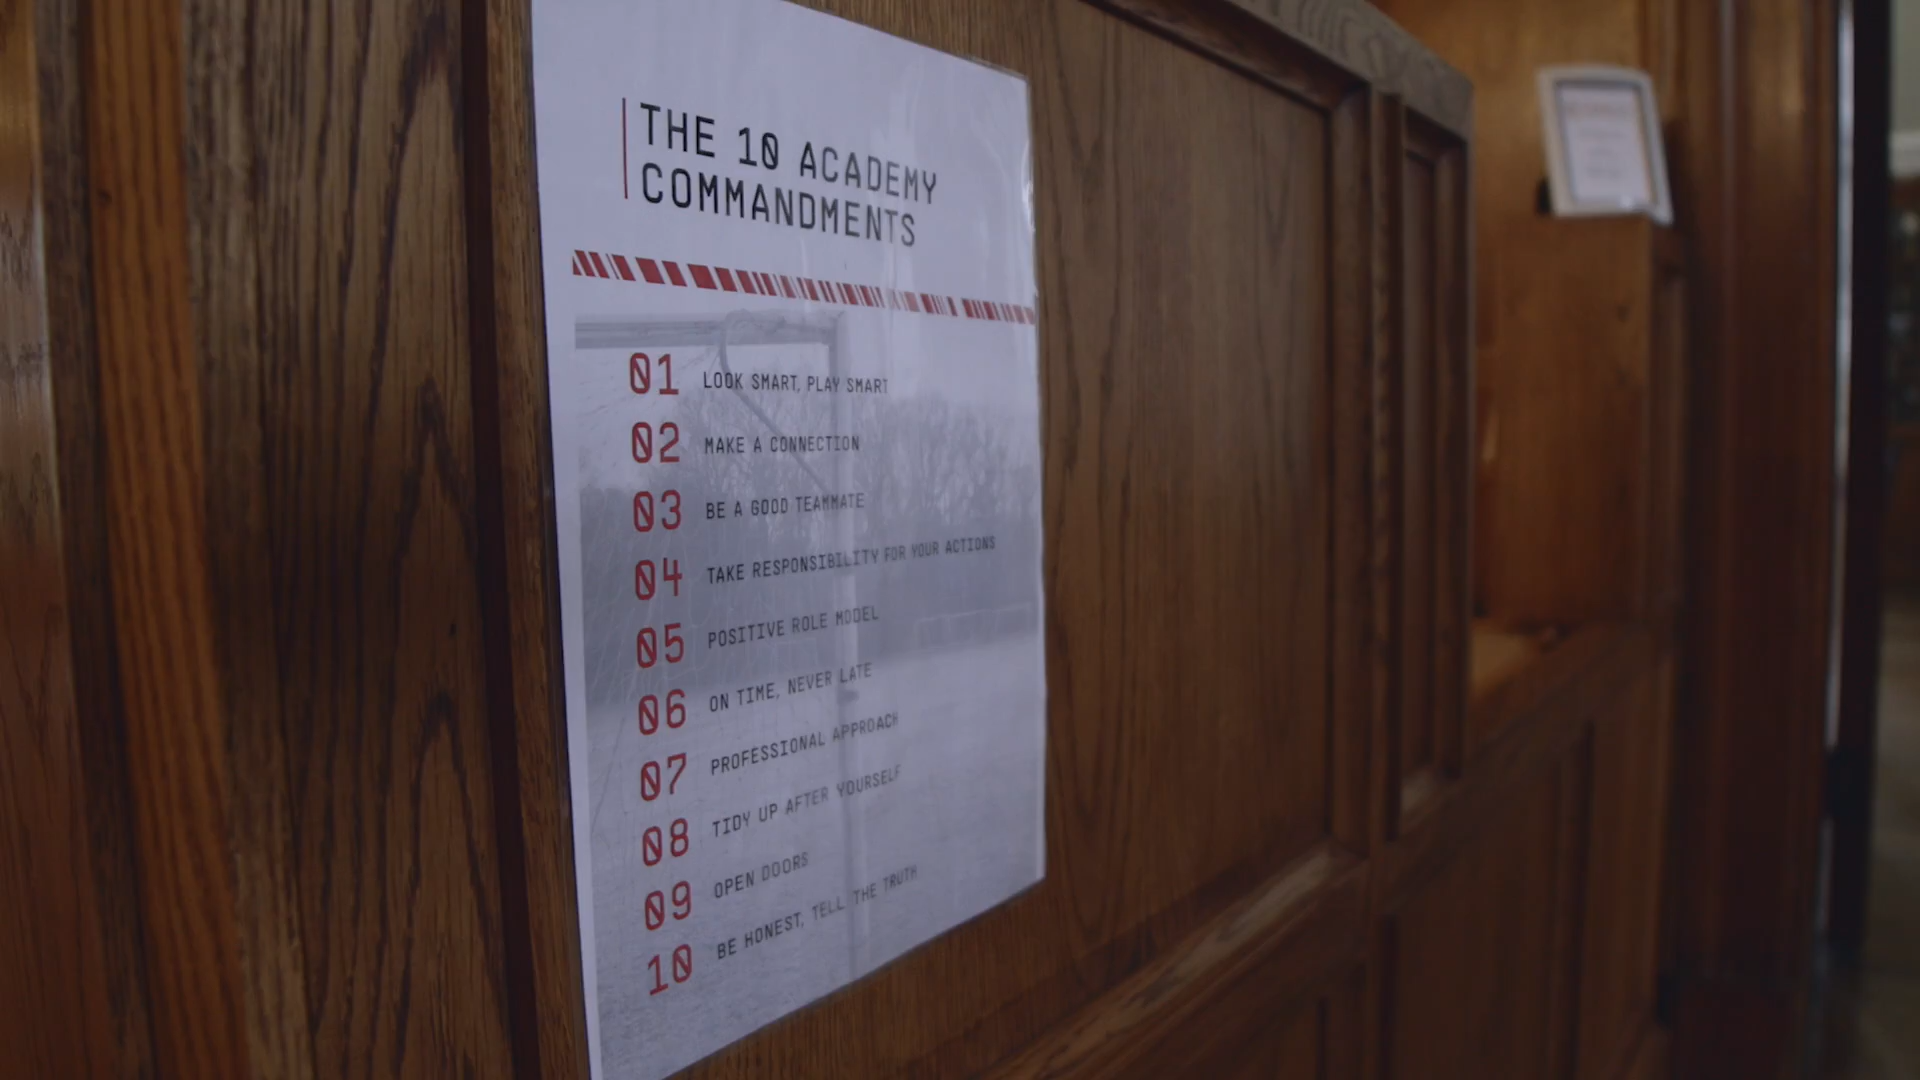 THE 10 ACADEMY
COMMANDMENTS
01 LOOK SMART, PLAY SMART
02 MAKE A CONNECTION
03 BE A GOOD TEAMMATE
04 TAKE RESPONSIBILITY FOR YOUR ACTIONS
05 POSITIVE ROLE MODEL
06 ON TIME, NEVER LATE
07 PROFESSIONAL APPROACH
08 TIDY UP AFTER YOURSELF
09 OPEN DOORS
10 BE HONEST, TELL THE TRUTH